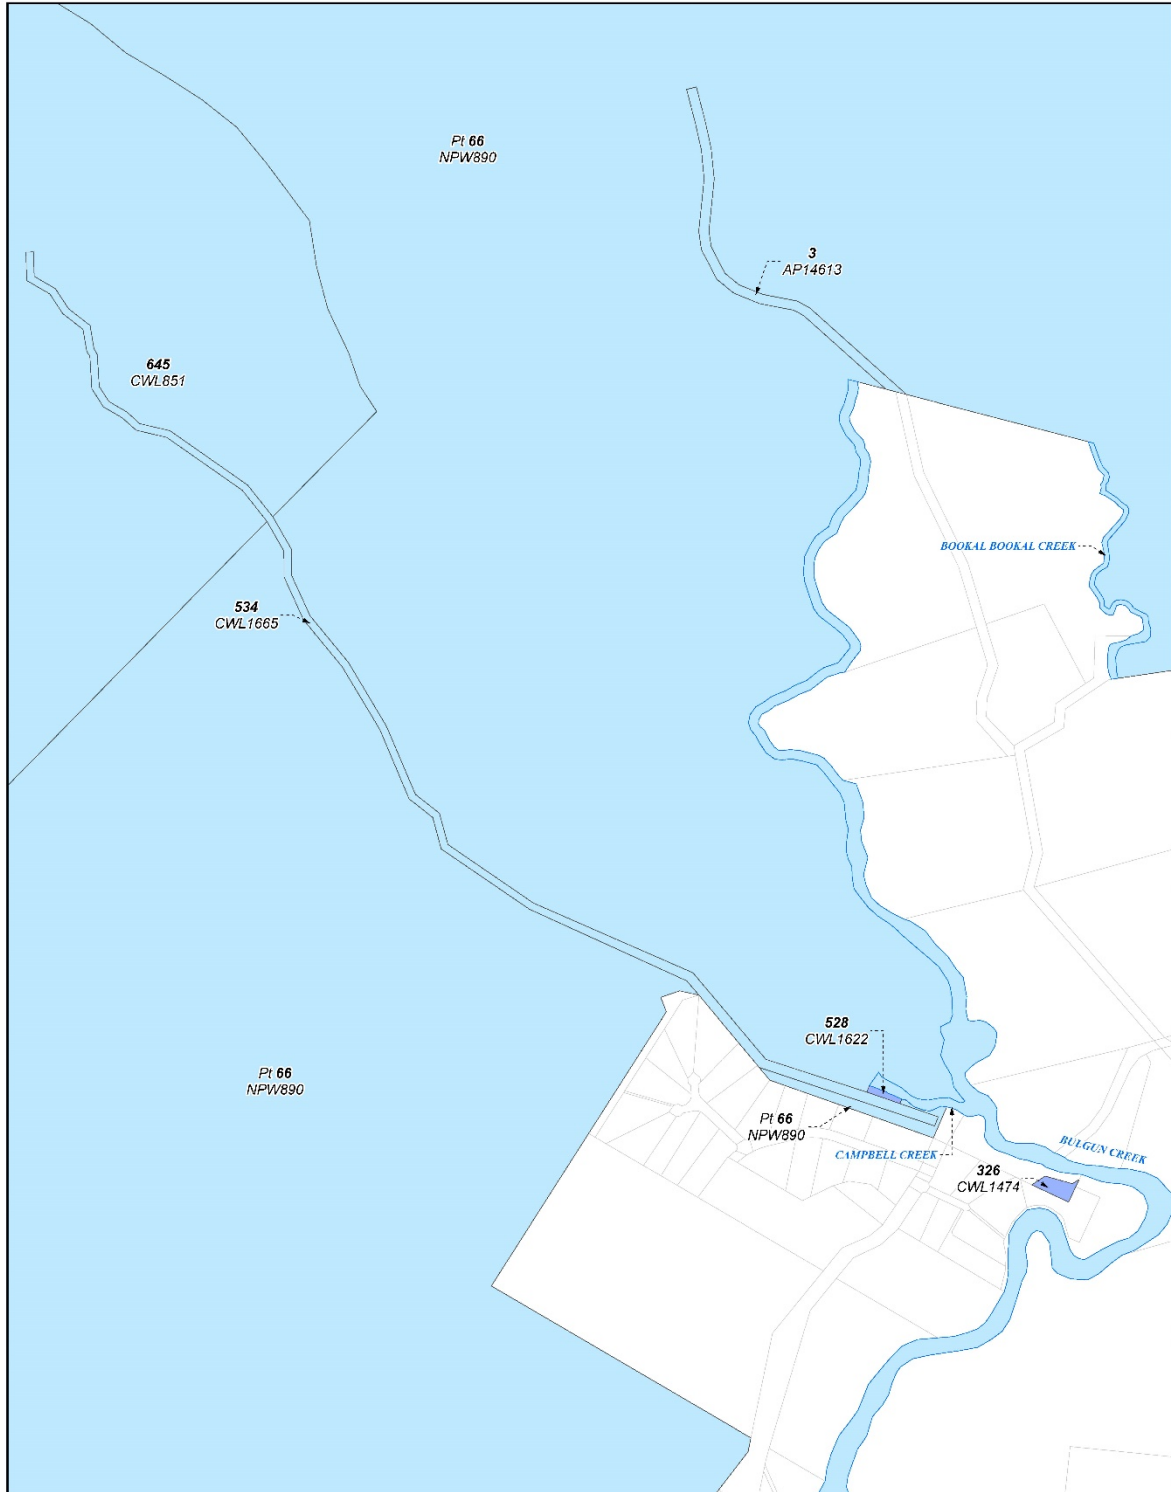 Pt 66
NPW890
3
AP14613
645
CWL851
BOOKAL BOOKAL CREEK
534
CWL1665
528
CWL1622
Pt 66
NPW890
Pt 66
NPW890
CAMPBELL CREEK
BULGUN CREEK
326
CWL1474